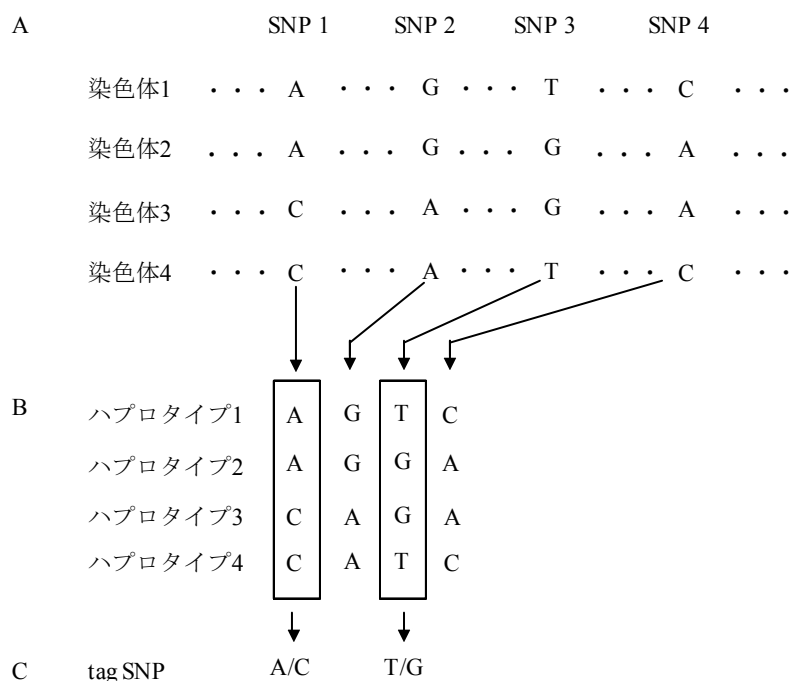 A SNP 1 SNP 2 SNP 3 SNP 4
染色体1 ・・・ A ・・・ G ・・・ T ・・・ C ・・・
染色体2 ・・・ A ・・・ G ・・・ G ・・・ A ・・・
染色体3 ・・・ C ・・・ A ・・・ G ・・・ A ・・・
染色体4 ・・・ C ・・・ A ・・・ T ・・・ C ・・・
B ハプロタイプ1 A G T C
ハプロタイプ2 A G G A
ハプロタイプ3 C A G A
ハプロタイプ4 C A T C
C tag SNP A/C T/G